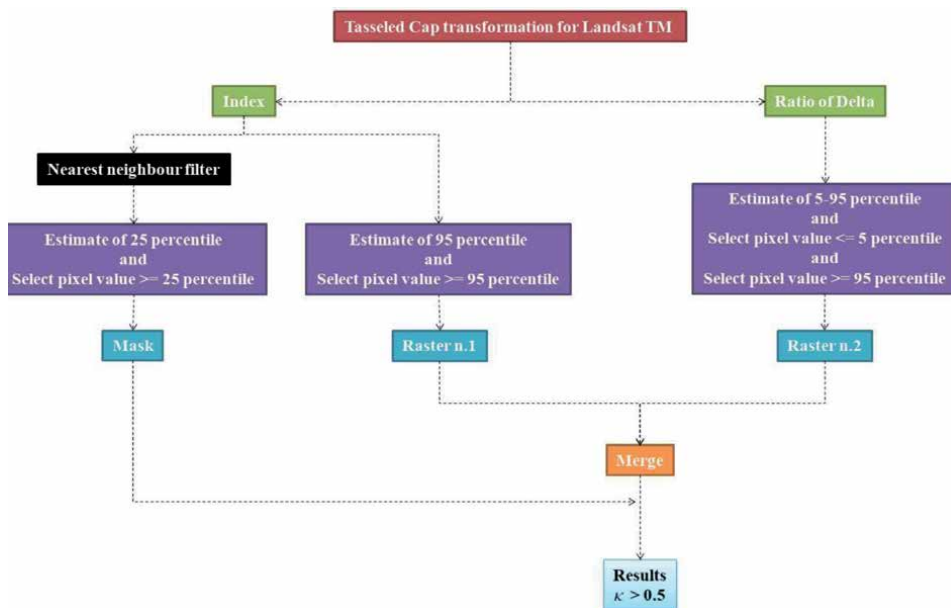 Tasseled Cap transformation for Landsat TM
Index
Ratio of Delta
Nearest neighbour filter
Estimate of 25 percentile
and
Select pixel value >= 25 percentile
Estimate of 95 percentile
and
Select pixel value >= 95 percentile
Estimate of 5-95 percentile
and
Select pixel value <= 5 percentile
and
Select pixel value >= 95 percentile
Mask
Raster n.1
Raster n.2
Merge
Results
κ > 0.5